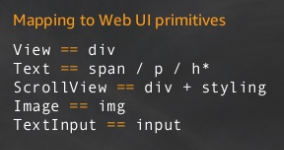 Mapping to Web UI primitives
View == div
Text == span / p / h*
ScrollView == div + styling
Image == img
TextInput == input